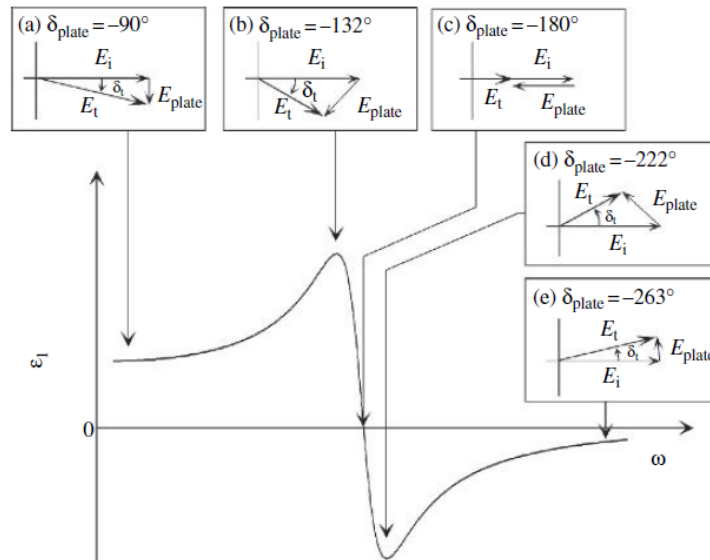 (a) δplate=−90°
Ei
δt
Et
Eplate
(b) δplate=−132°
Ei
δt
Et
Eplate
(c) δplate=−180°
Ei
Et
Eplate
(d) δplate=−222°
Et
Eplate
δt
Ei
(e) δplate=−263°
Et
δt
Eplate
Ei
ε1
0
ω